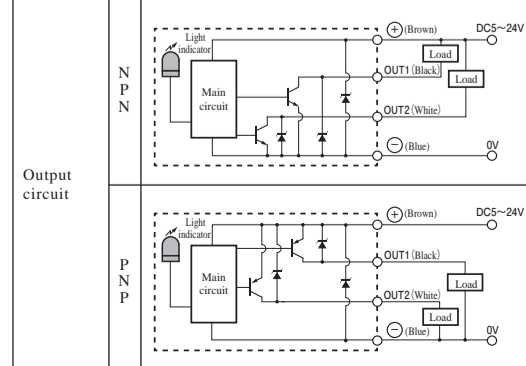 Output
circuit
N
P
N
Light
indicator
Main
circuit
+ (Brown)
DC5～24V
Load
OUT1 (Black)
Load
OUT2 (White)
− (Blue)
0V
P
N
P
Light
indicator
Main
circuit
+ (Brown)
DC5～24V
OUT1 (Black)
Load
OUT2 (White)
Load
− (Blue)
0V